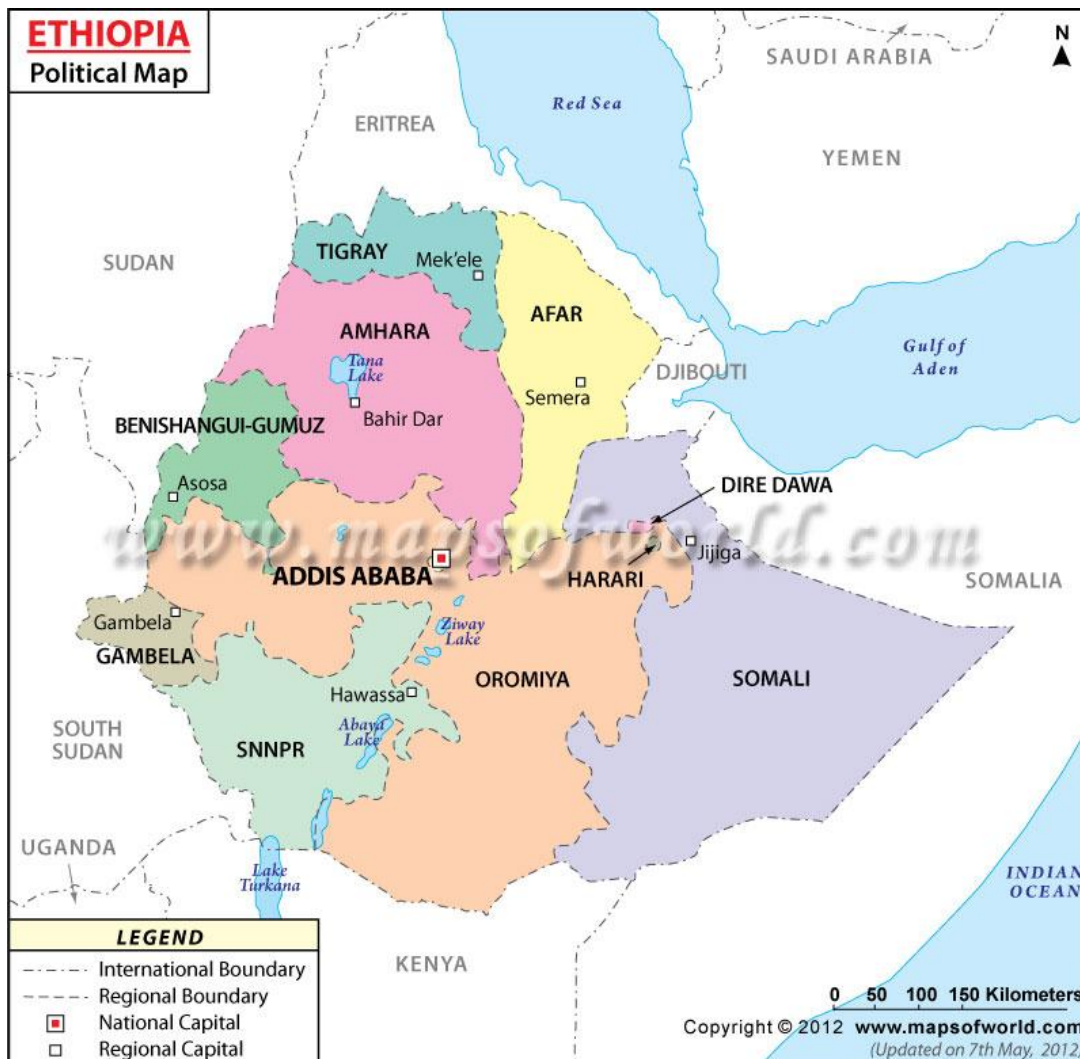 ETHIOPIA
Political Map
N
SAUDI ARABIA
Red Sea
ERITREA
YEMEN
SUDAN
TIGRAY
Mek'ele
AFAR
AMHARA
Tana
Lake
Gulf of
Aden
DJIBOUTI
Semera
Bahir Dar
BENISHANGUI-GUMUZ
Asosa
DIRE DAWA
www.mapsofworld.com
Jijiga
HARARI
ADDIS ABABA
SOMALIA
Gambela
GAMBELA
Ziway
Lake
OROMIYA
SOMALI
Hawassa
Abaya
Lake
SOUTH
SUDAN
SNNPR
UGANDA
Lake
Turkana
INDIAN
OCEAN
KENYA
LEGEND
International Boundary
Regional Boundary
National Capital
Regional Capital
0 50 100 150 Kilometers
Copyright © 2012 www.mapsofworld.com
(Updated on 7th May, 2012)